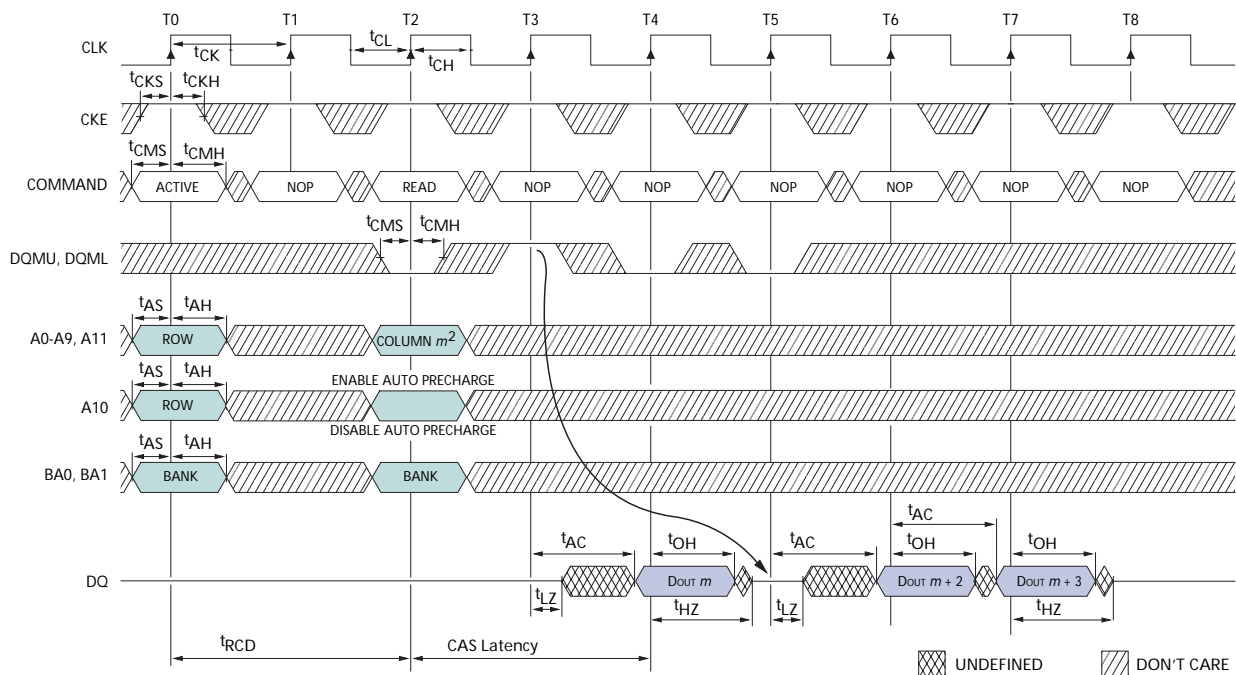 T0 T1 T2 T3 T4 T5 T6 T7 T8
CLK
tCK tCL tCH
tCKS tCKH
CKE
tCMS tCMH
COMMAND ACTIVE NOP READ NOP NOP NOP NOP NOP NOP
tCMS tCMH
DQMU, DQML
tAS tAH
A0-A9, A11 ROW COLUMN m2
tAS tAH ENABLE AUTO PRECHARGE
A10 ROW
DISABLE AUTO PRECHARGE
tAS tAH
BA0, BA1 BANK BANK
tAC
tAC tOH tAC tOH tOH
DQ DOUT m DOUT m + 2 DOUT m + 3
tLZ tHZ tLZ tHZ
tRCD CAS Latency
UNDEFINED DON'T CARE